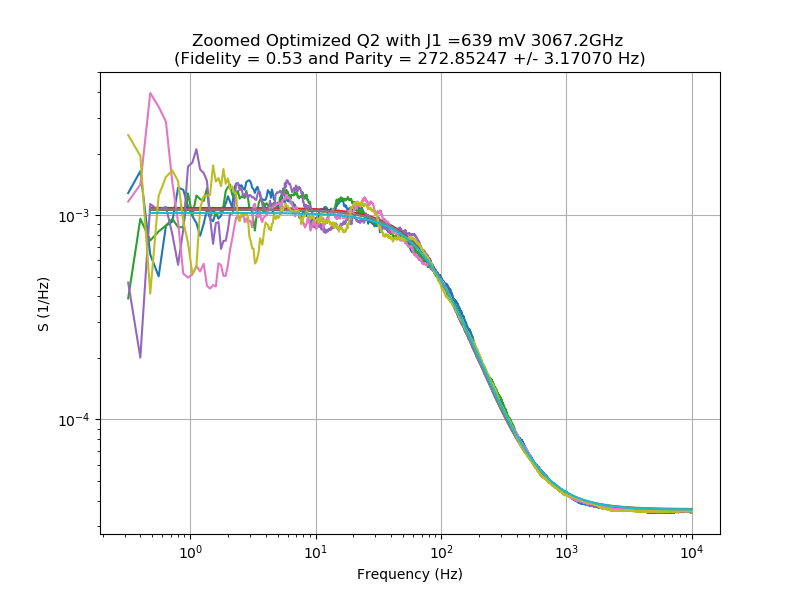 Zoomed Optimized Q2 with J1 =639 mV 3067.2GHz
(Fidelity = 0.53 and Parity = 272.85247 +/- 3.17070 Hz)
10⁻³
10⁻⁴
S (1/Hz)
10⁰ 10¹ 10² 10³ 10⁴
Frequency (Hz)